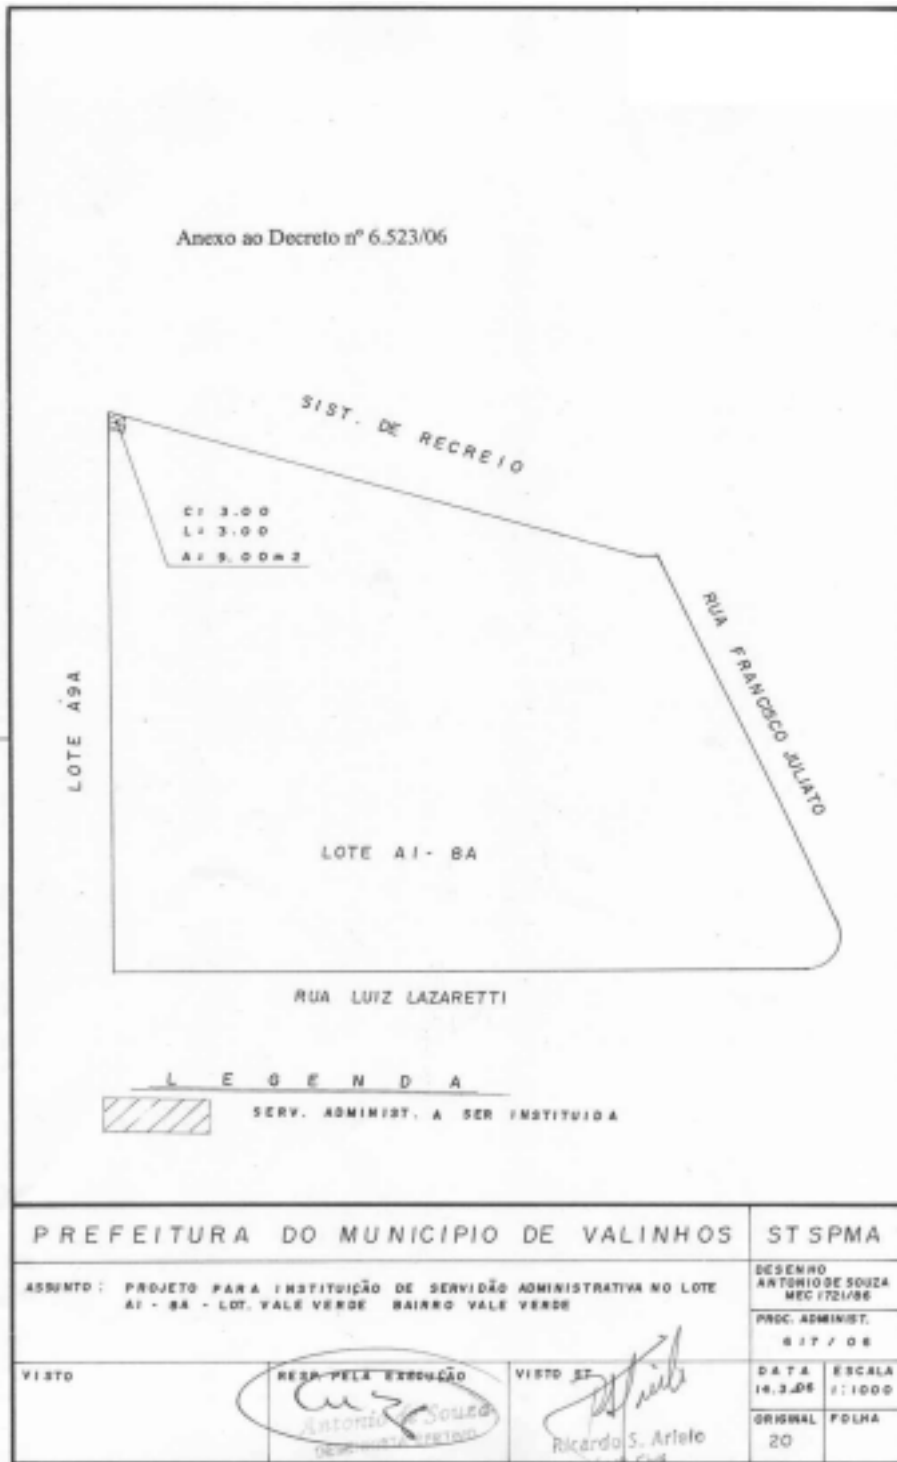 Anexo ao Decreto nº 6.523/06
SIST. DE RECREIO
C: 3.00
L: 3.00
A: 9.00m2
RUA FRANCISCO JULIATO
LOTE A9A
LOTE A1-8A
RUA LUIZ LAZARETTI
LEGENDA
SERV. ADMINIST. A SER INSTITUIDA
PREFEITURA DO MUNICIPIO DE VALINHOS
STSPMA
ASSUNTO: PROJETO PARA INSTITUIÇÃO DE SERVIDÃO ADMINISTRATIVA NO LOTE
A1 - 8A - LOT. VALE VERDE BAIRRO VALE VERDE
DESENHO
ANTONIO DE SOUZA
MEC 1721/86
PROC. ADMINIST.
617/06
VISTO
RESP. PELA EXECUÇÃO
Antonio de Souza
VISTO ST
Ricardo S. Arielo
DATA
14.3.06
ESCALA
1:1000
ORIGINAL
20
FOLHA